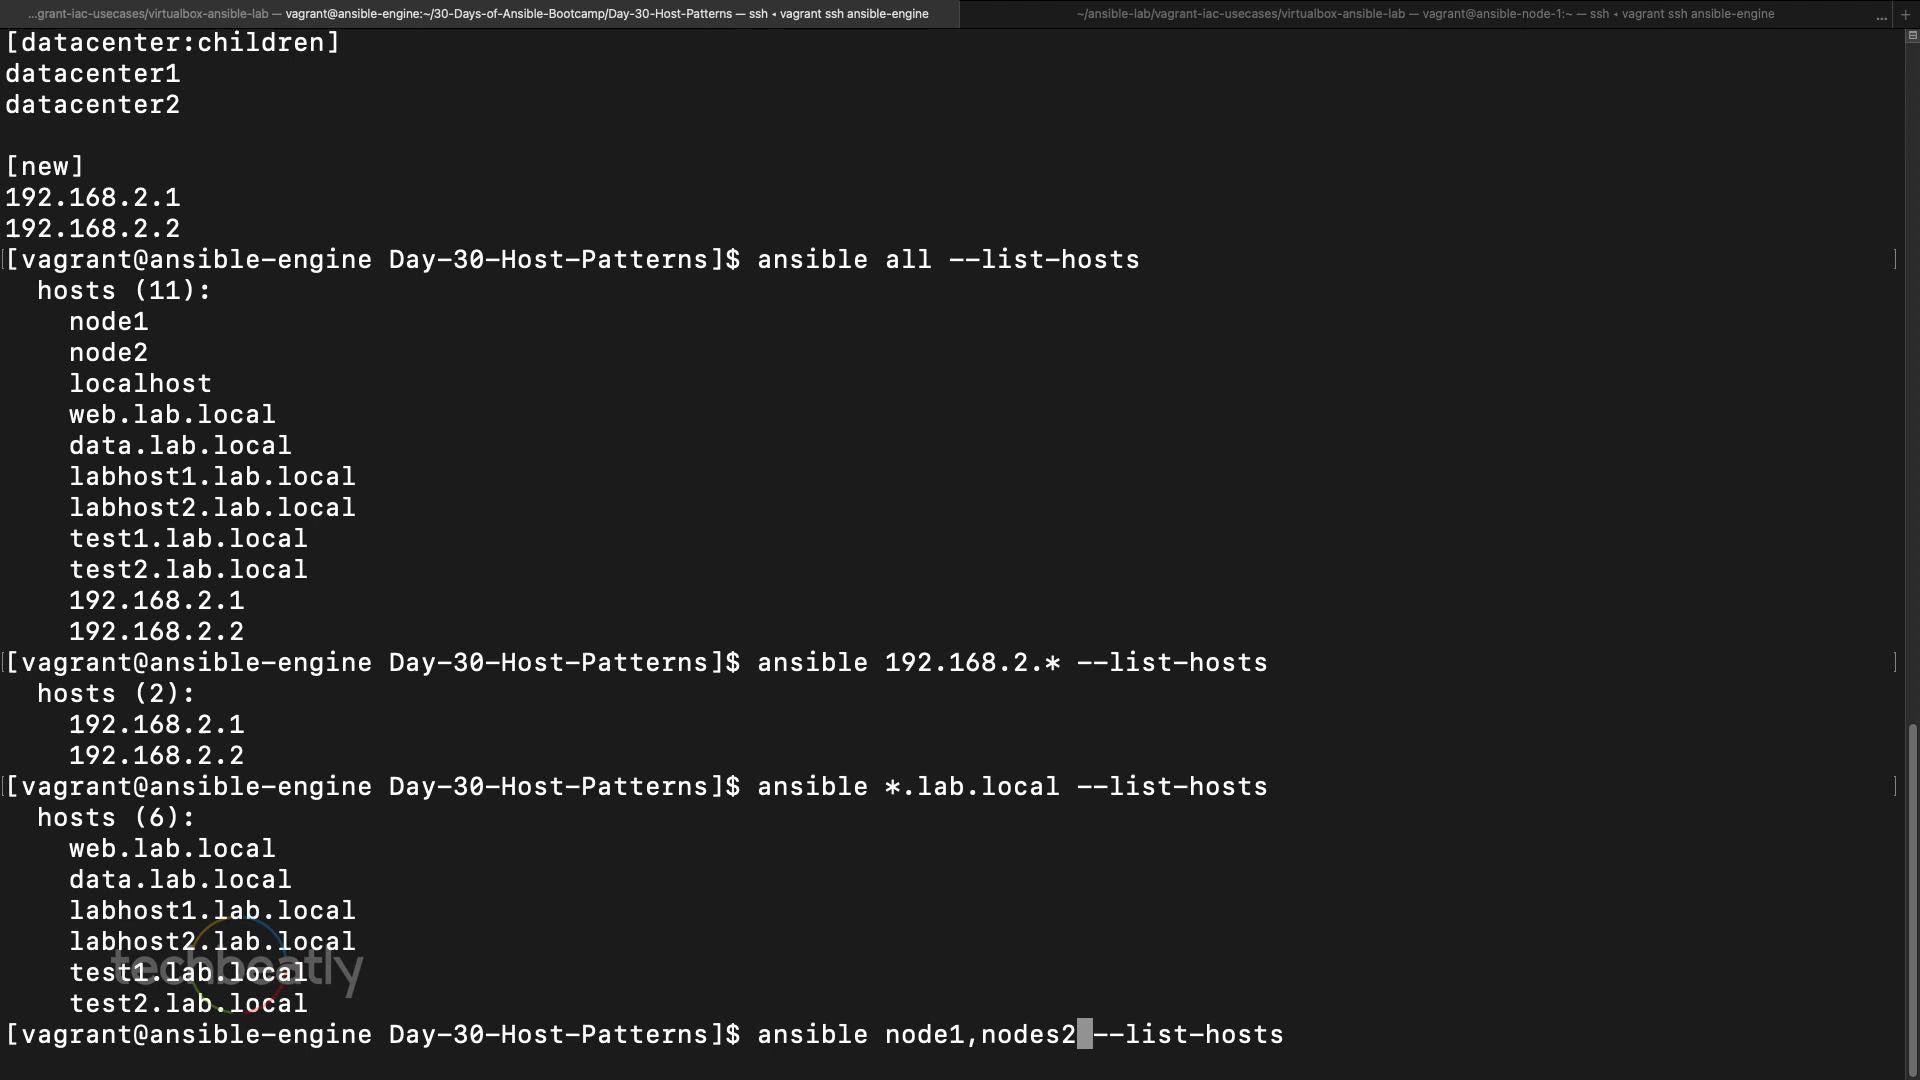 ...grant-iac-usecases/virtualbox-ansible-lab — vagrant@ansible-engine:~/30-Days-of-Ansible-Bootcamp/Day-30-Host-Patterns — ssh ◂ vagrant ssh ansible-engine
~/ansible-lab/vagrant-iac-usecases/virtualbox-ansible-lab — vagrant@ansible-node-1:~ — ssh ◂ vagrant ssh ansible-engine ... +
[datacenter:children]
datacenter1
datacenter2
[new]
192.168.2.1
192.168.2.2
[vagrant@ansible-engine Day-30-Host-Patterns]$ ansible all --list-hosts
hosts (11):
node1
node2
localhost
web.lab.local
data.lab.local
labhost1.lab.local
labhost2.lab.local
test1.lab.local
test2.lab.local
192.168.2.1
192.168.2.2
[vagrant@ansible-engine Day-30-Host-Patterns]$ ansible 192.168.2.* --list-hosts
hosts (2):
192.168.2.1
192.168.2.2
[vagrant@ansible-engine Day-30-Host-Patterns]$ ansible *.lab.local --list-hosts
hosts (6):
web.lab.local
data.lab.local
labhost1.lab.local
labhost2.lab.local
test1.lab.local
techbeatly
test2.lab.local
[vagrant@ansible-engine Day-30-Host-Patterns]$ ansible node1,nodes2 --list-hosts